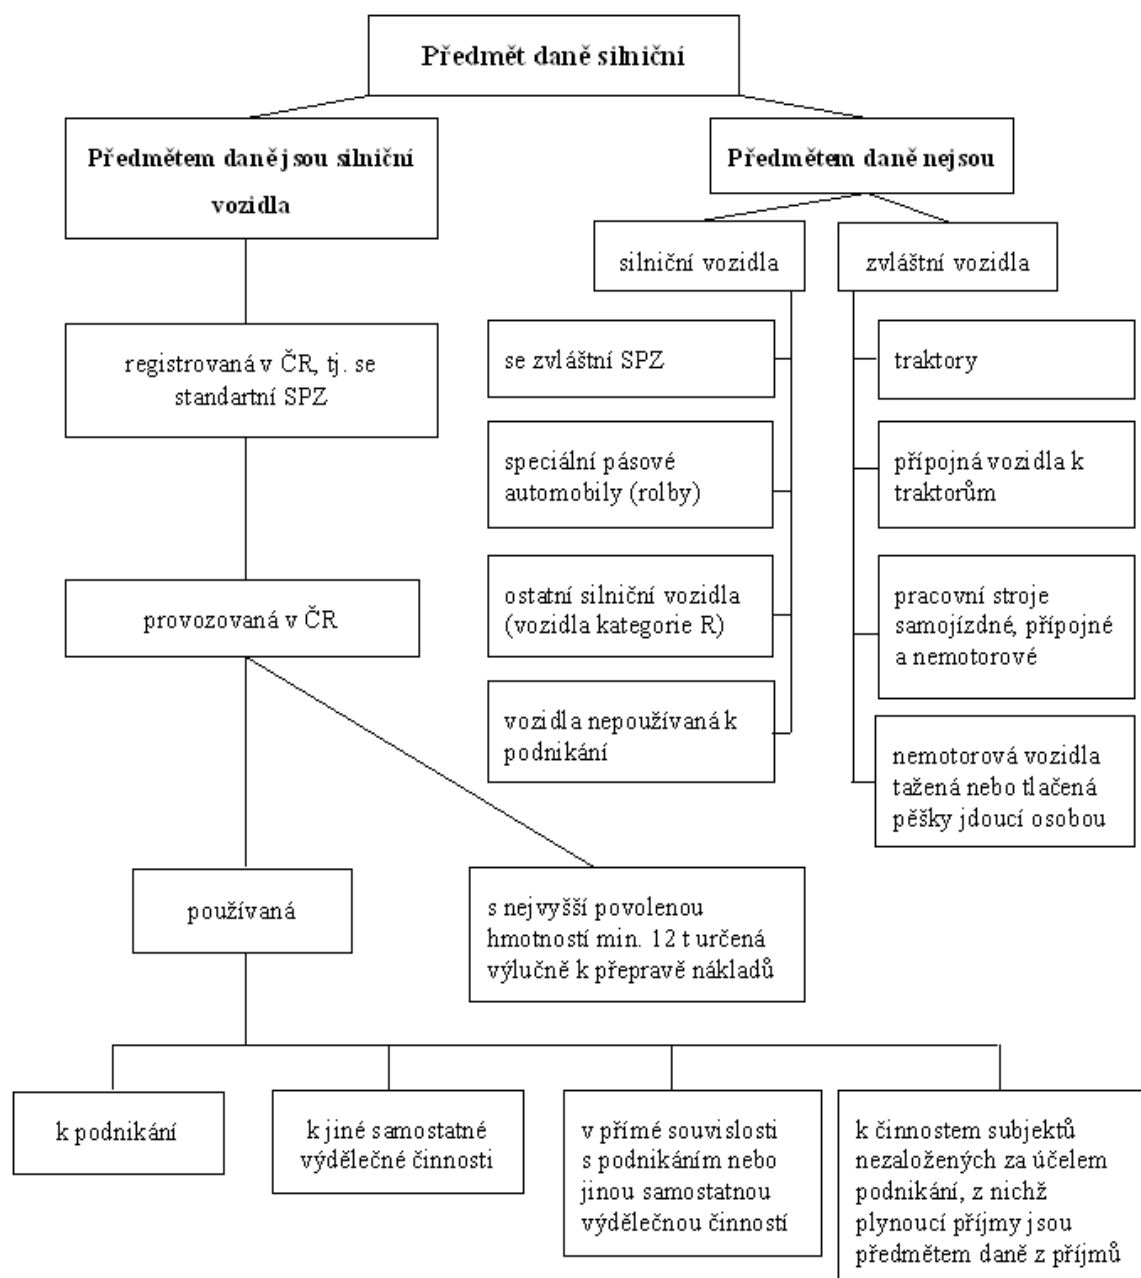 Předmět daně silniční
Předmětem daně jsou silniční
vozidla
Předmětem daně nejsou
silniční vozidla
zvláštní vozidla
registrovaná v ČR, tj. se
standartní SPZ
se zvláštní SPZ
traktory
speciální pásové
automobily (rolby)
přípojná vozidla k
traktorům
provozovaná v ČR
ostatní silniční vozidla
(vozidla kategorie R)
pracovní stroje
samojízdné, přípojné
a nemotorové
vozidla nepoužívaná k
podnikání
nemotorová vozidla
tažená nebo tlačená
pěšky jdoucí osobou
používaná
s nejvyšší povolenou
hmotností min. 12 t určená
výlučně k přepravě nákladů
k podnikání
k jiné samostatné
výdělečné činnosti
v přímé souvislosti
s podnikáním nebo
jinou samostatnou
výdělečnou činností
k činnostem subjektů
nezaložených za účelem
podnikání, z nichž
plynoucí příjmy jsou
předmětem daně z příjmů